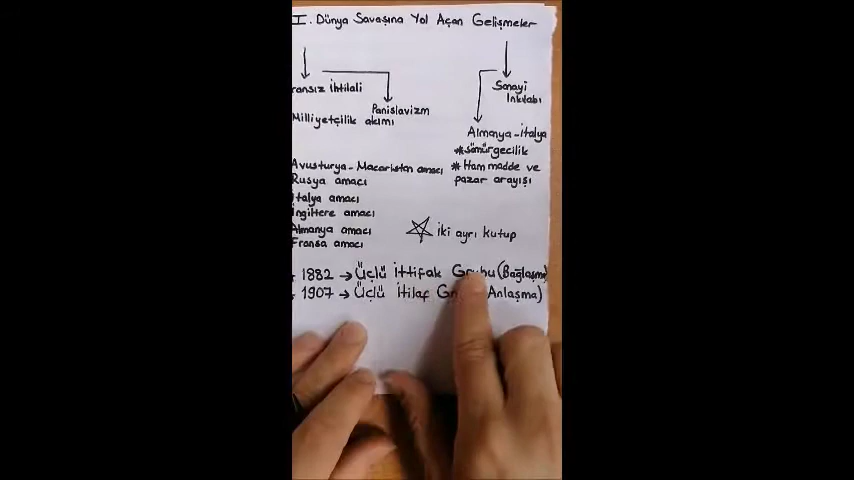 I. Dünya Savaşına Yol Açan Gelişmeler
ransız İhtilali
Panislavizm
Milliyetçilik akımı
Sanayi
İnkılabı
Almanya-İtalya
* Sömürgecilik
* Ham madde ve
pazar arayışı
Avusturya-Macaristan amacı
Rusya amacı
İtalya amacı
İngiltere amacı
Almanya amacı
Fransa amacı
İki ayrı kutup
1882 → Üçlü İttifak Grubu (Bağlaşma)
1907 → Üçlü İtilaf Anlaşma)